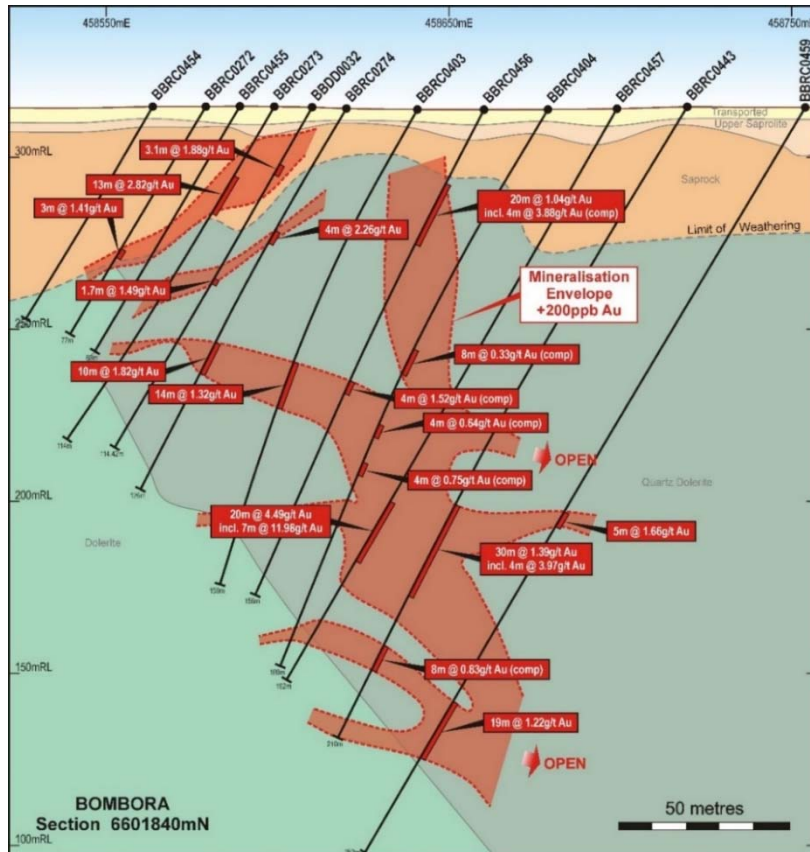 458550mE
458650mE
458750mE
BBRC0454
BBRC0272
BBRC0455
BBRC0273
BBDD0032
BBRC0274
BBRC0403
BBRC0456
BBRC0404
BBRC0457
BBRC0443
BBRC0459
Transported
Upper Saprolite
300mRL
3.1m @ 1.88g/t Au
13m @ 2.82g/t Au
Saprock
3m @ 1.41g/t Au
20m @ 1.04g/t Au
incl. 4m @ 3.88g/t Au (comp)
4m @ 2.26g/t Au
Limit of Weathering
1.7m @ 1.49g/t Au
Mineralisation
Envelope
+200ppb Au
250mRL
77m
8m @ 0.33g/t Au (comp)
10m @ 1.82g/t Au
14m @ 1.32g/t Au
4m @ 1.52g/t Au (comp)
4m @ 0.64g/t Au (comp)
114m
114.42m
OPEN
4m @ 0.75g/t Au (comp)
Quartz Dolerite
200mRL
20m @ 4.49g/t Au
incl. 7m @ 11.98g/t Au
5m @ 1.66g/t Au
Dolerite
30m @ 1.39g/t Au
incl. 4m @ 3.97g/t Au
150mRL
8m @ 0.83g/t Au (comp)
19m @ 1.22g/t Au
210m
OPEN
BOMBORA
Section 6601840mN
50 metres
100mRL